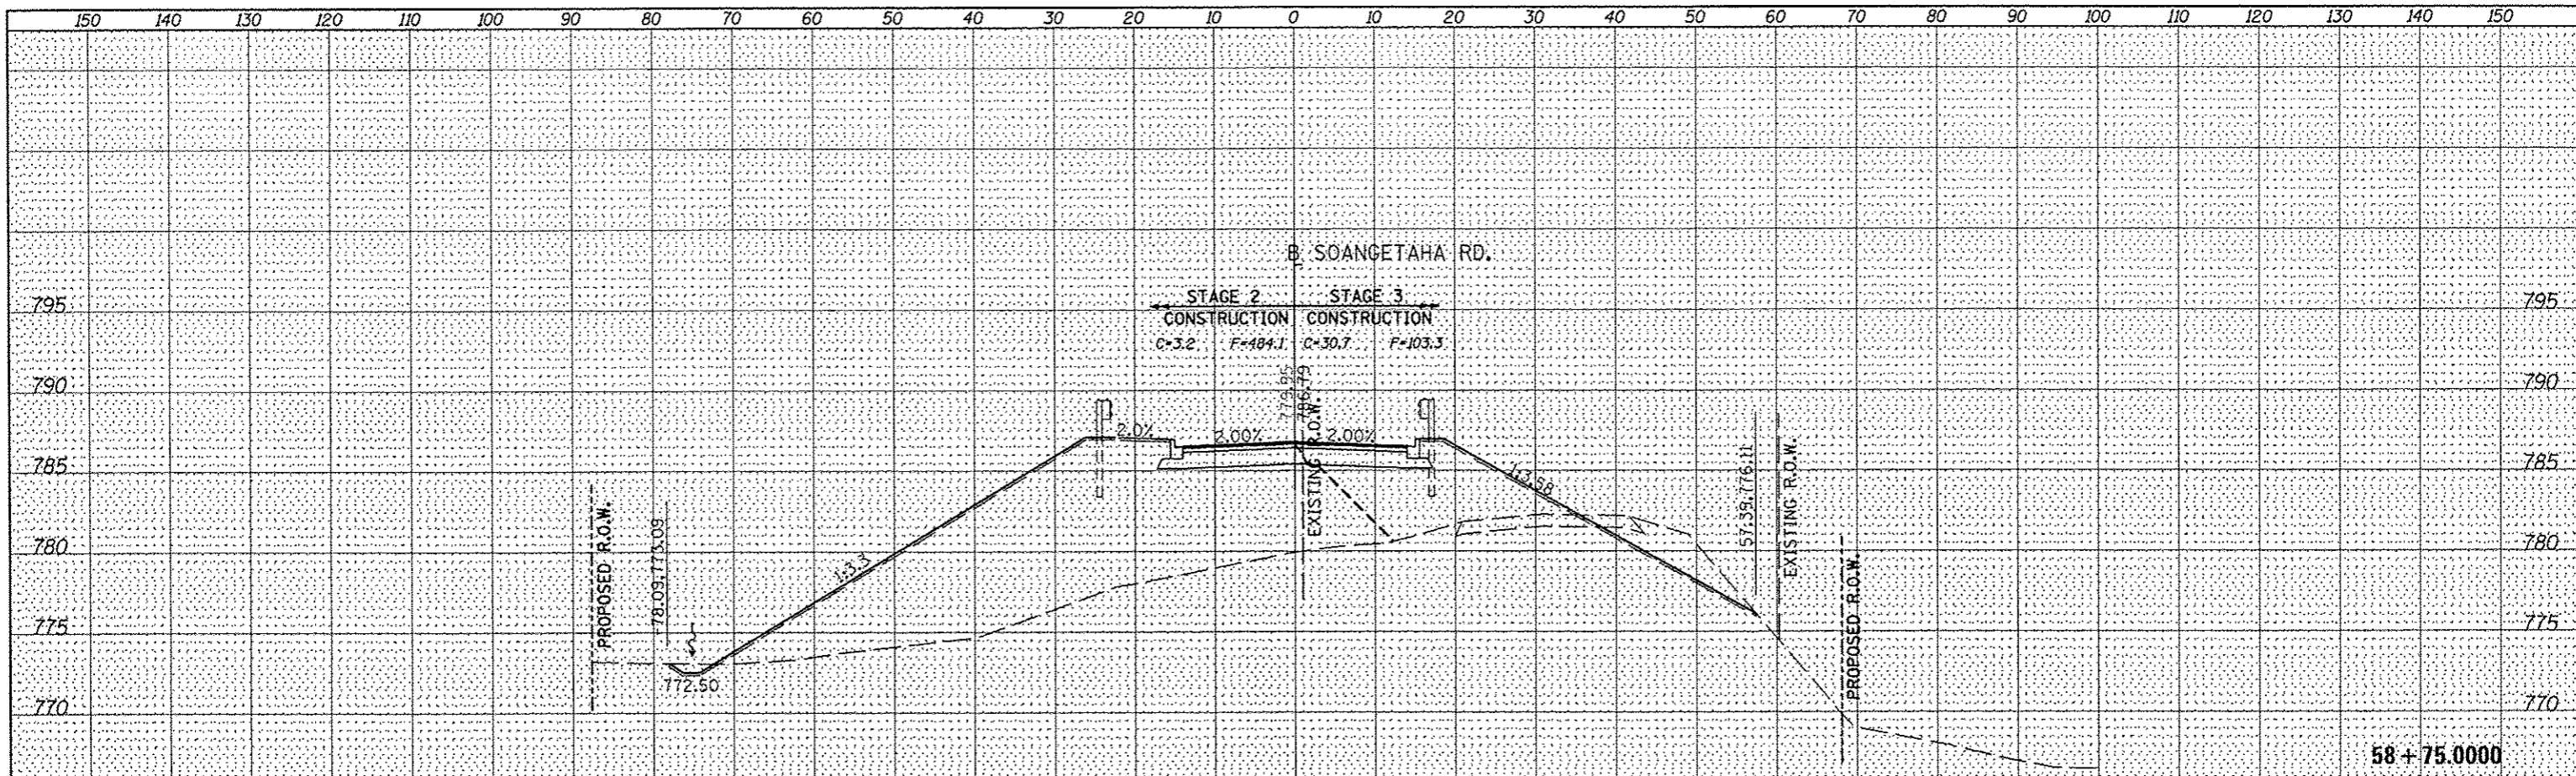 150 140 130 120 110 100 90 80 70 60 50 40 30 20 10 0 10 20 30 40 50 60 70 80 90 100 110 120 130 140 150
B SOANGETAHA RD.
795 795
STAGE 2 STAGE 3
CONSTRUCTION CONSTRUCTION
C=3.2 F=484.1 C=30.7 F=103.3
790 790
779.85
786.79
EXISTING R.O.W.
2.0% 2.00% 2.00%
785 785
1:3.3
1:3.58
PROPOSED R.O.W.
-78.09,773.09
57.39,776.11
EXISTING R.O.W.
PROPOSED R.O.W.
780 780
775 775
772.50
770 770
58 + 75.0000